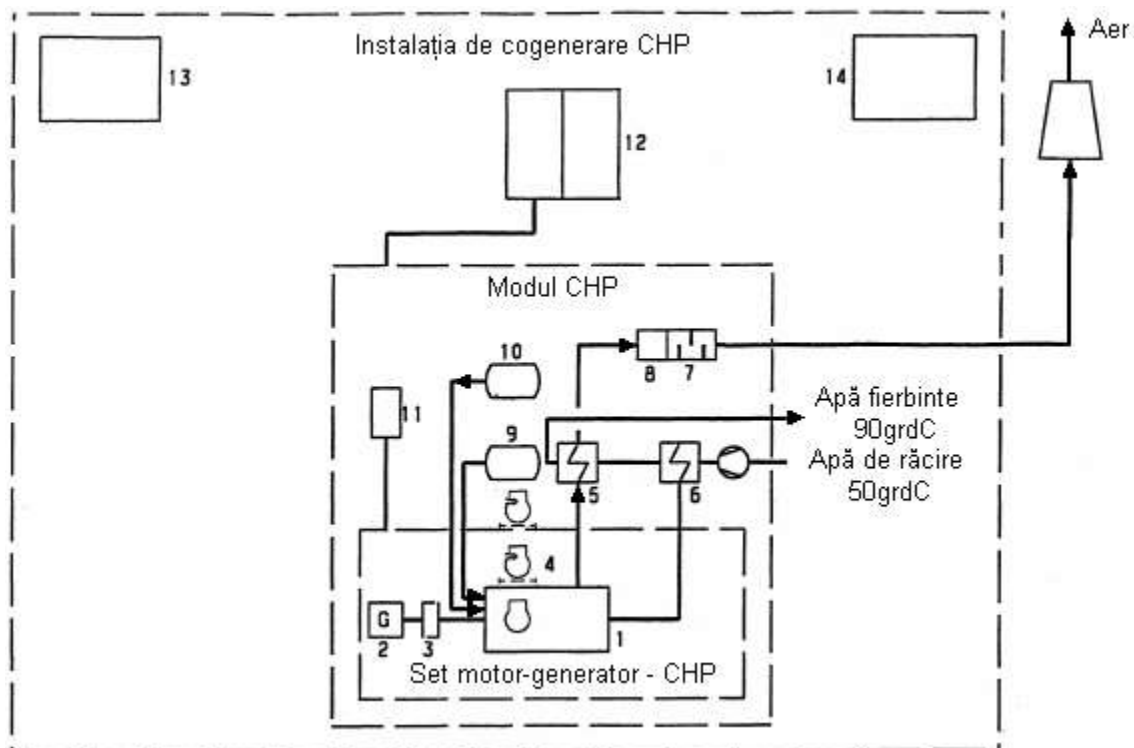 Instalația de cogenerare CHP
Aer
13
14
12
Modul CHP
10
8
7
11
Apă fierbinte
90grdC
9
Apă de răcire
50grdC
5
6
4
G
2
3
1
Set motor-generator - CHP